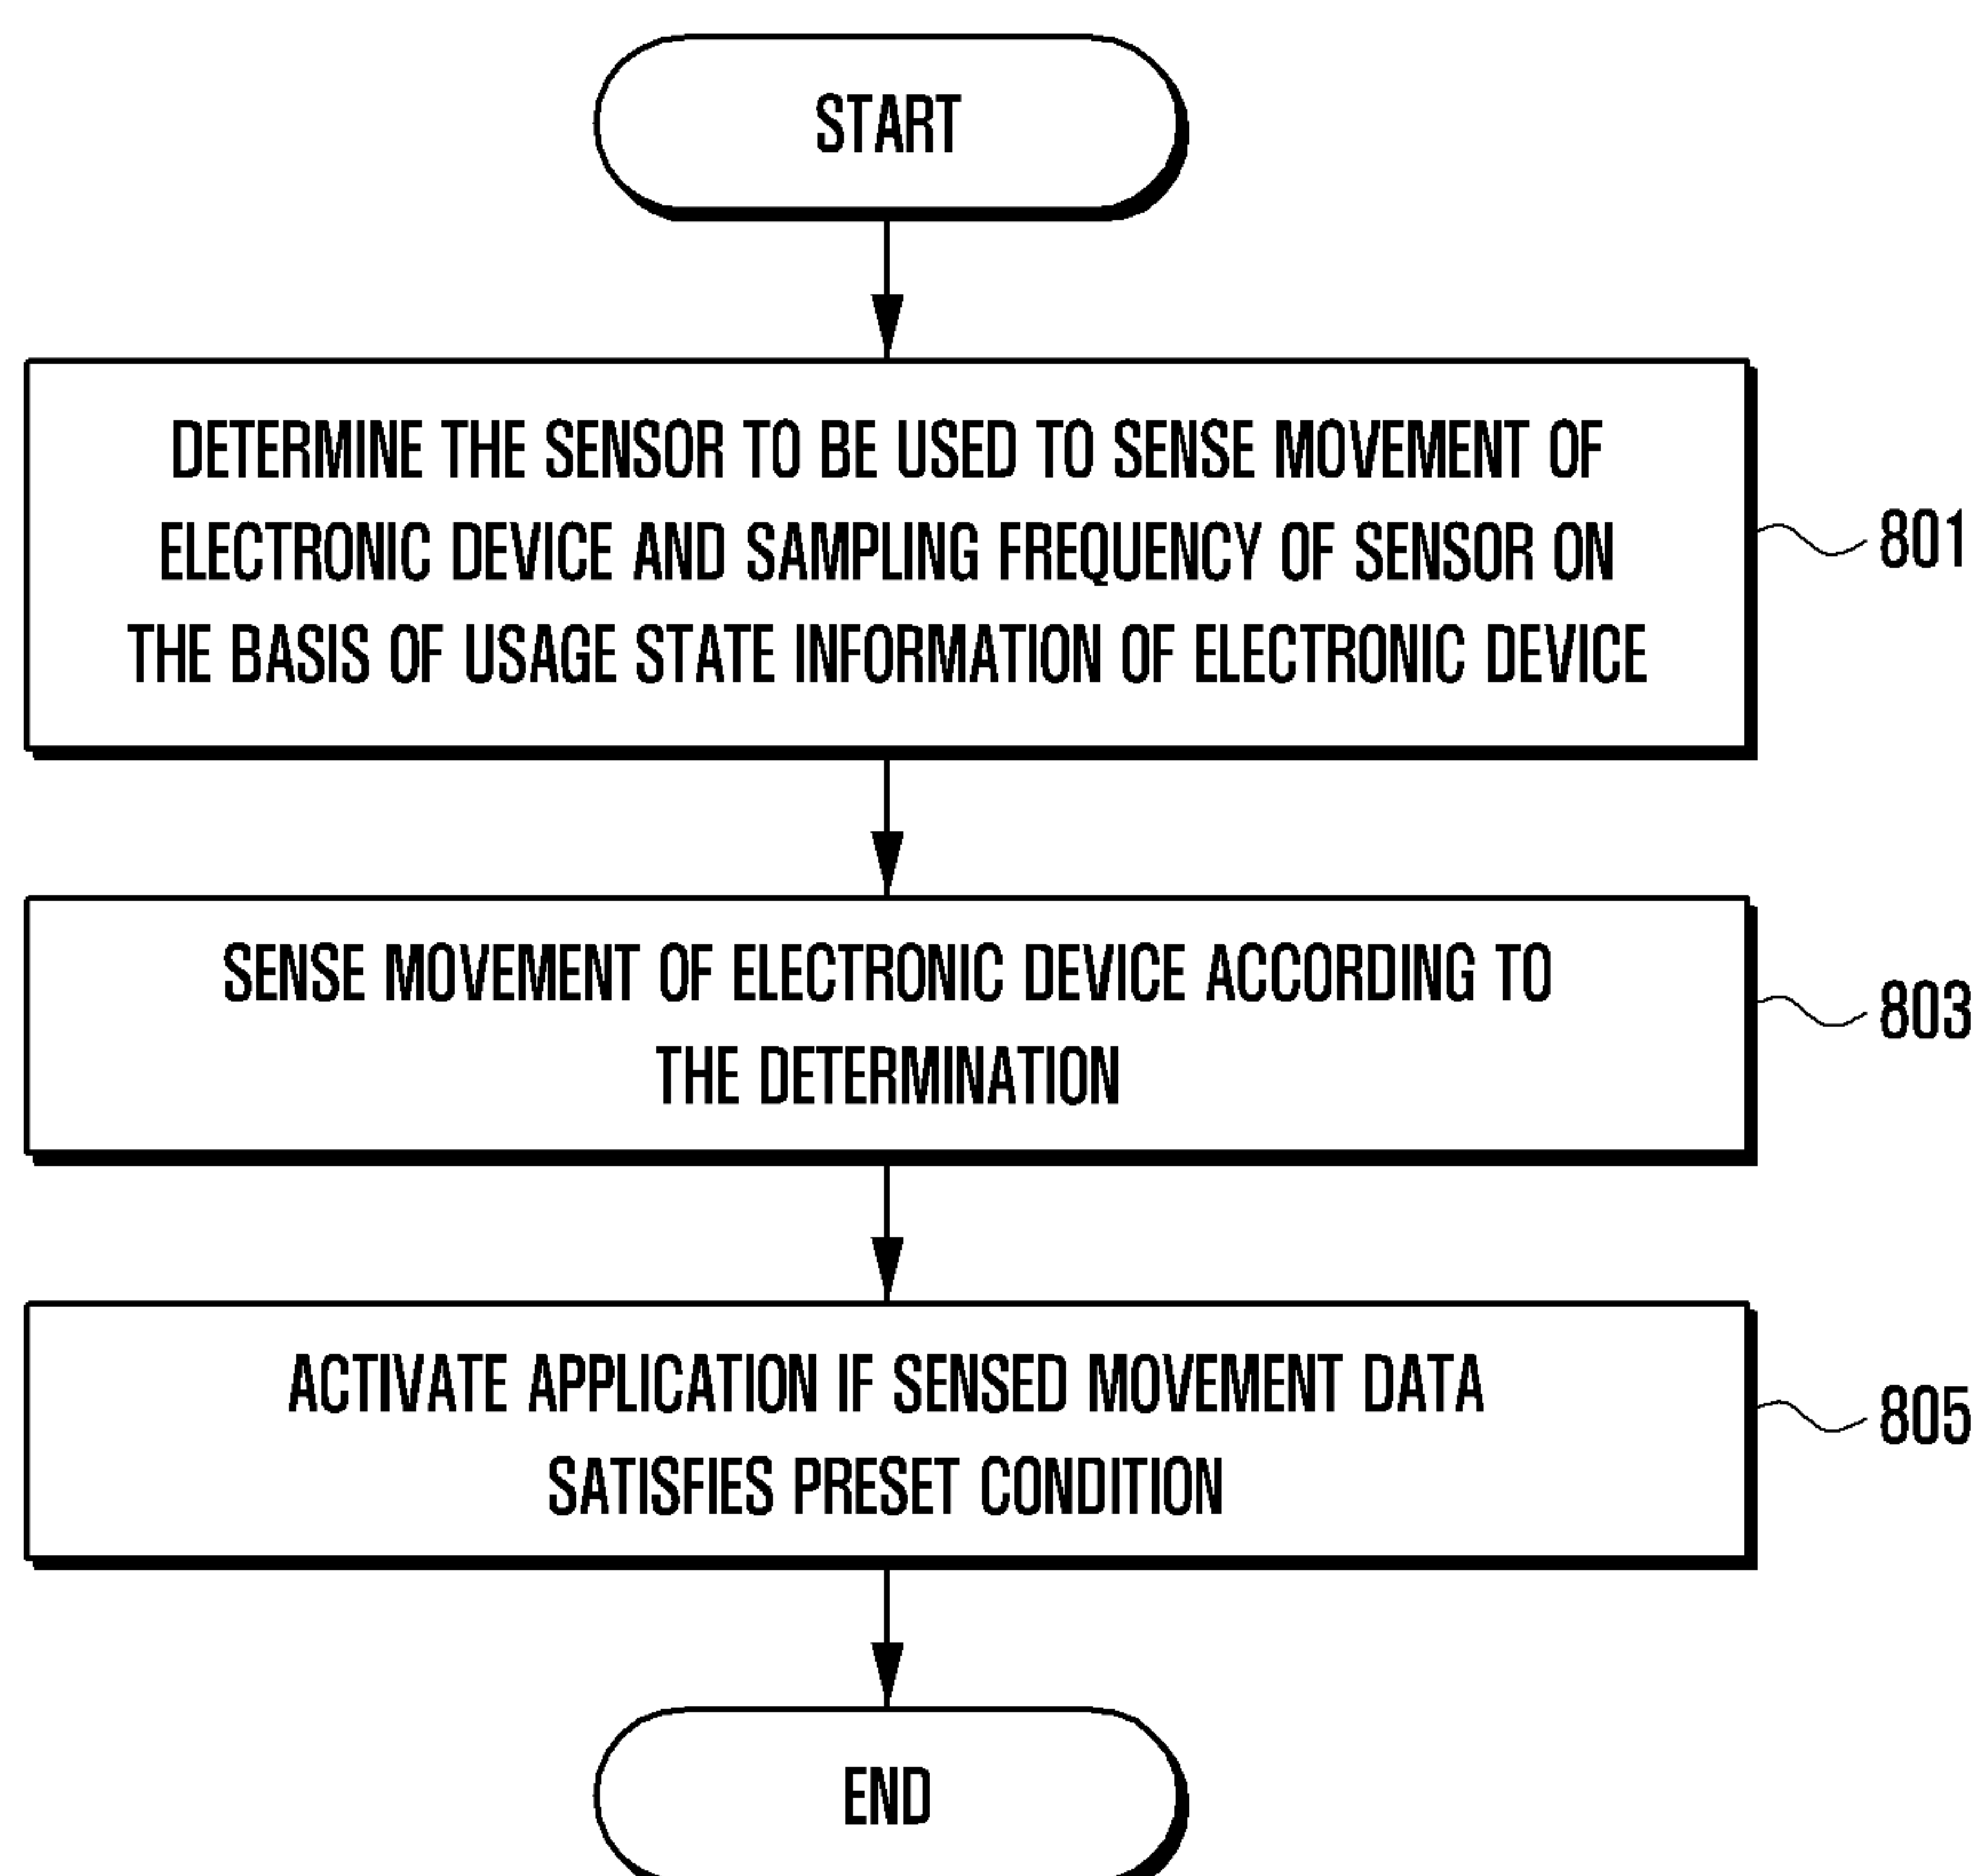 START
DETERMINE THE SENSOR TO BE USED TO SENSE MOVEMENT OF
ELECTRONIC DEVICE AND SAMPLING FREQUENCY OF SENSOR ON
THE BASIS OF USAGE STATE INFORMATION OF ELECTRONIC DEVICE
801
SENSE MOVEMENT OF ELECTRONIC DEVICE ACCORDING TO
THE DETERMINATION
803
ACTIVATE APPLICATION IF SENSED MOVEMENT DATA
SATISFIES PRESET CONDITION
805
END